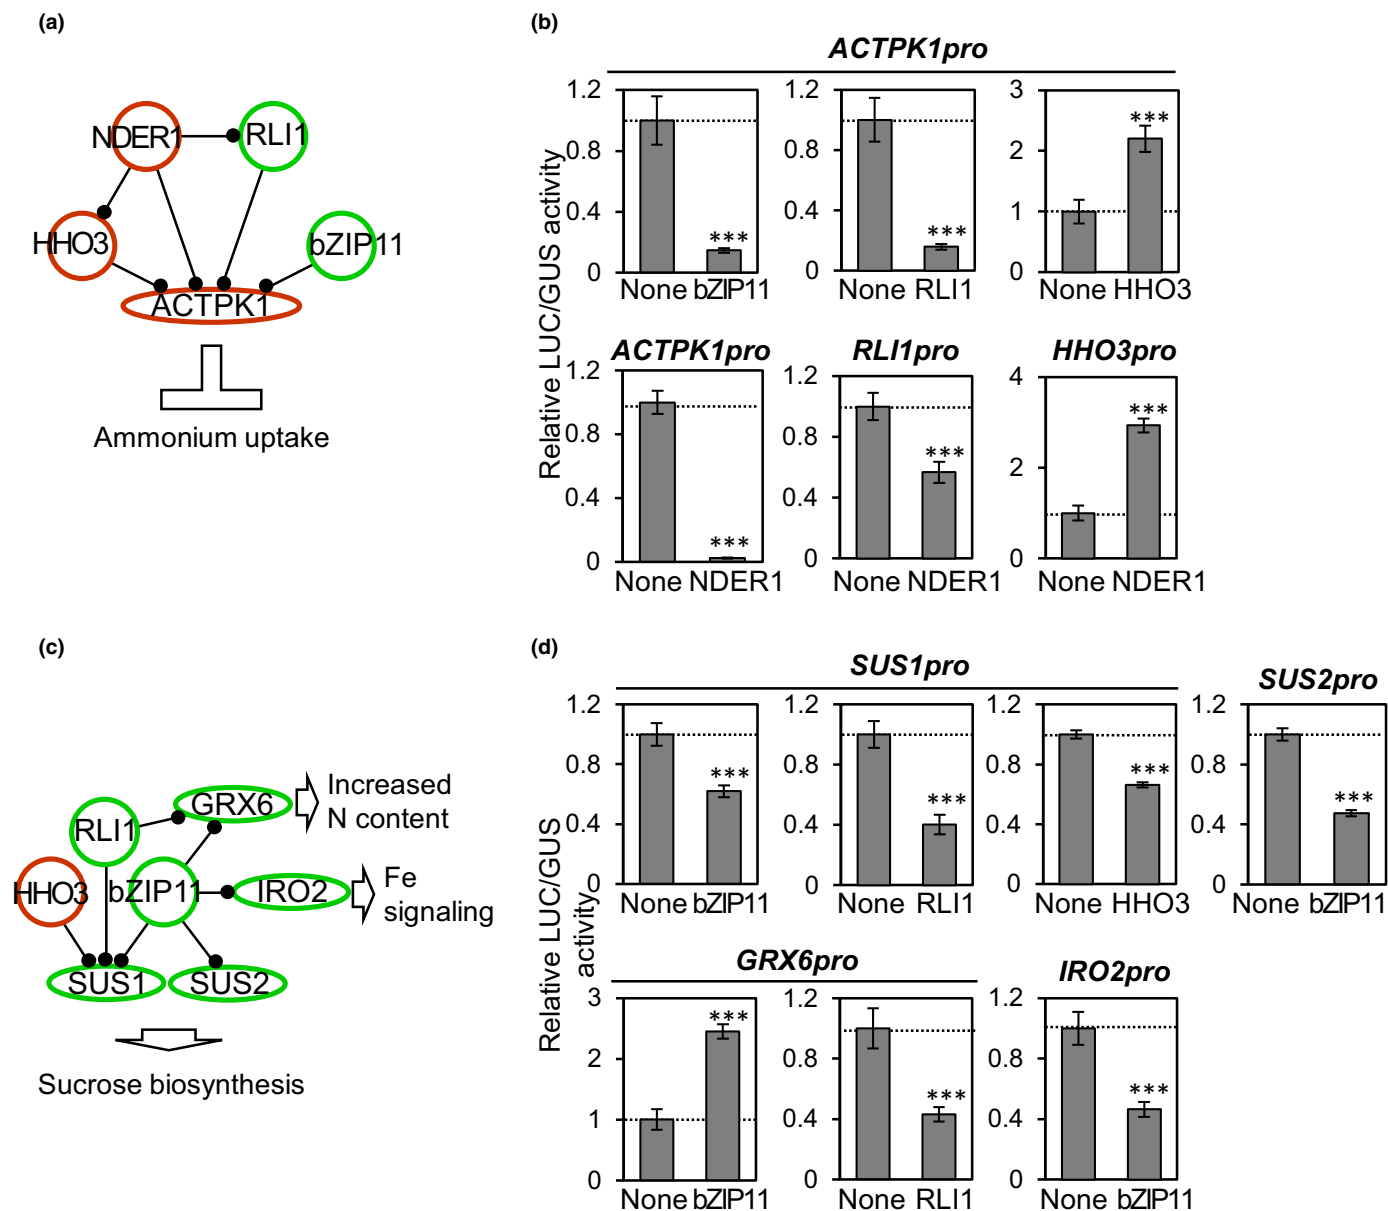 (a)
NDER1
RLI1
HHO3
bZIP11
ACTPK1
Ammonium uptake
(b)
ACTPK1pro
Relative LUC/GUS activity
1.2
0.8
0.4
0
***
None bZIP11
1.2
0.8
0.4
0
***
None RLI1
3
2
1
0
***
None HHO3
ACTPK1pro
1.2
0.8
0.4
0
***
None NDER1
RLI1pro
1.2
0.8
0.4
0
***
None NDER1
HHO3pro
4
2
0
***
None NDER1
(c)
GRX6
Increased
N content
RLI1
HHO3
bZIP11
IRO2
Fe
signaling
SUS1
SUS2
Sucrose biosynthesis
(d)
SUS1pro
Relative LUC/GUS
activity
1.2
0.8
0.4
0
***
None bZIP11
1.2
0.8
0.4
0
***
None RLI1
1.2
0.8
0.4
0
***
None HHO3
SUS2pro
1.2
0.8
0.4
0
***
None bZIP11
GRX6pro
3
2
1
0
***
None bZIP11
1.2
0.8
0.4
0
***
None RLI1
IRO2pro
1.2
0.8
0.4
0
***
None bZIP11